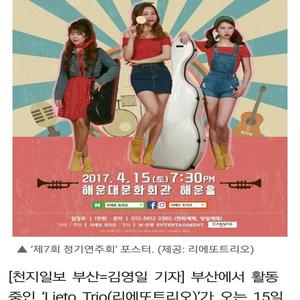 2017. 4.15(토) 7:30PM
해운대문화회관 해운홀
▲ '제7회 정기연주회' 포스터. (제공: 리에또트리오)
[천지일보 부산=김영일 기자] 부산에서 활동
중인 'Lieto Trio(리에또트리오)'가 오는 15일